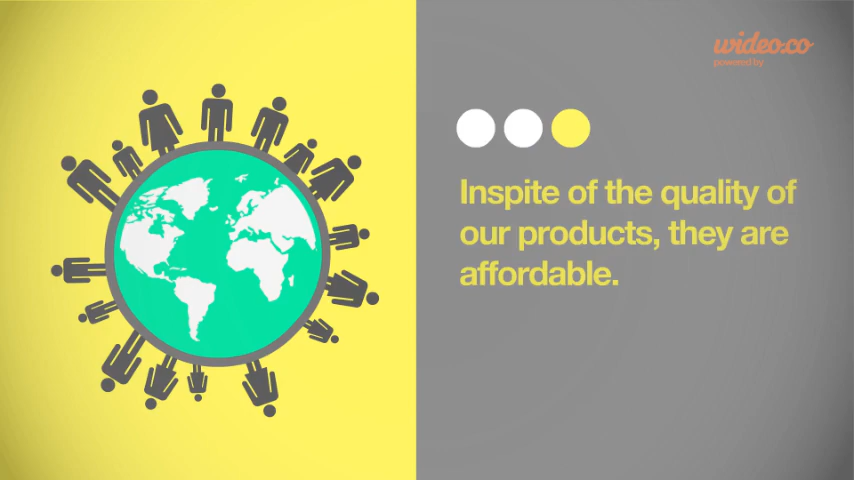 wideo.co
powered by
Inspite of the quality of
our products, they are
affordable.